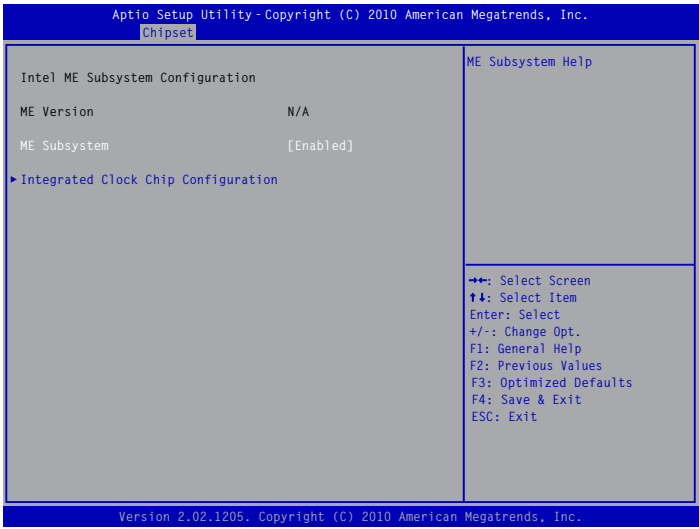 Aptio Setup Utility - Copyright (C) 2010 American Megatrends, Inc.
Chipset
Intel ME Subsystem Configuration
ME Version N/A
ME Subsystem [Enabled]
►Integrated Clock Chip Configuration
ME Subsystem Help
→←: Select Screen
↑↓: Select Item
Enter: Select
+/-: Change Opt.
F1: General Help
F2: Previous Values
F3: Optimized Defaults
F4: Save & Exit
ESC: Exit
Version 2.02.1205. Copyright (C) 2010 American Megatrends, Inc.